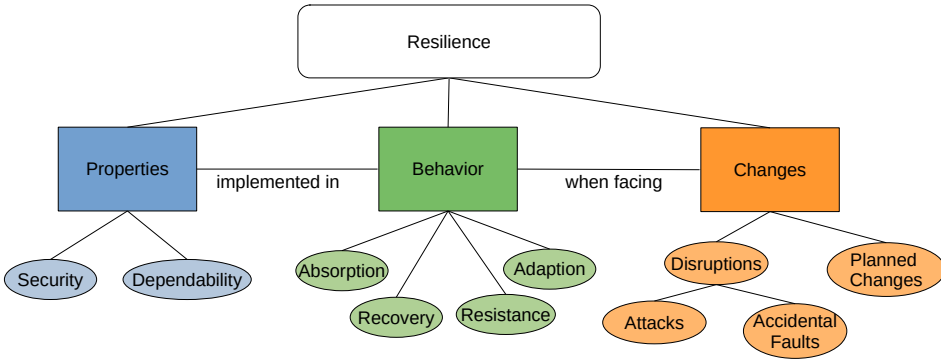 Resilience
Properties
implemented in
Behavior
when facing
Changes
Security
Dependability
Absorption
Recovery
Resistance
Adaption
Disruptions
Planned
Changes
Attacks
Accidental
Faults